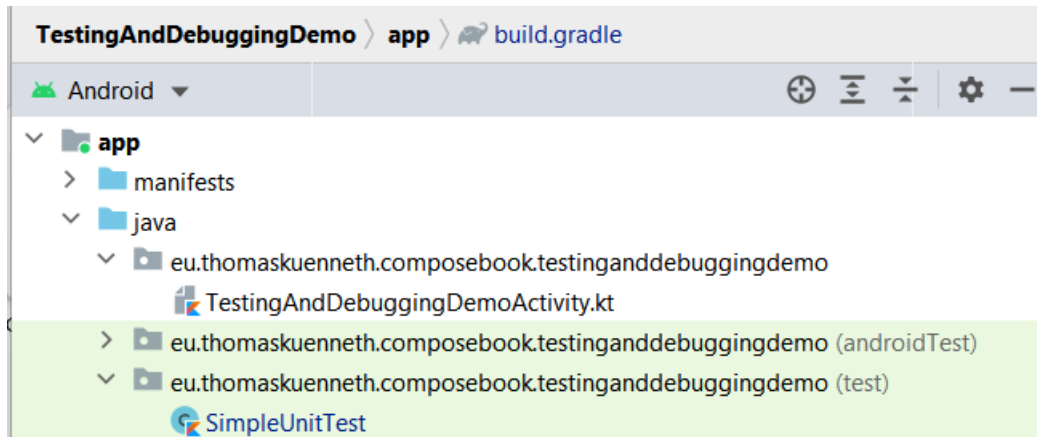 TestingAndDebuggingDemo app build.gradle
Android
app
manifests
java
eu.thomaskuenneth.composebook.testinganddebuggingdemo
TestingAndDebuggingDemoActivity.kt
eu.thomaskuenneth.composebook.testinganddebuggingdemo (androidTest)
eu.thomaskuenneth.composebook.testinganddebuggingdemo (test)
SimpleUnitTest